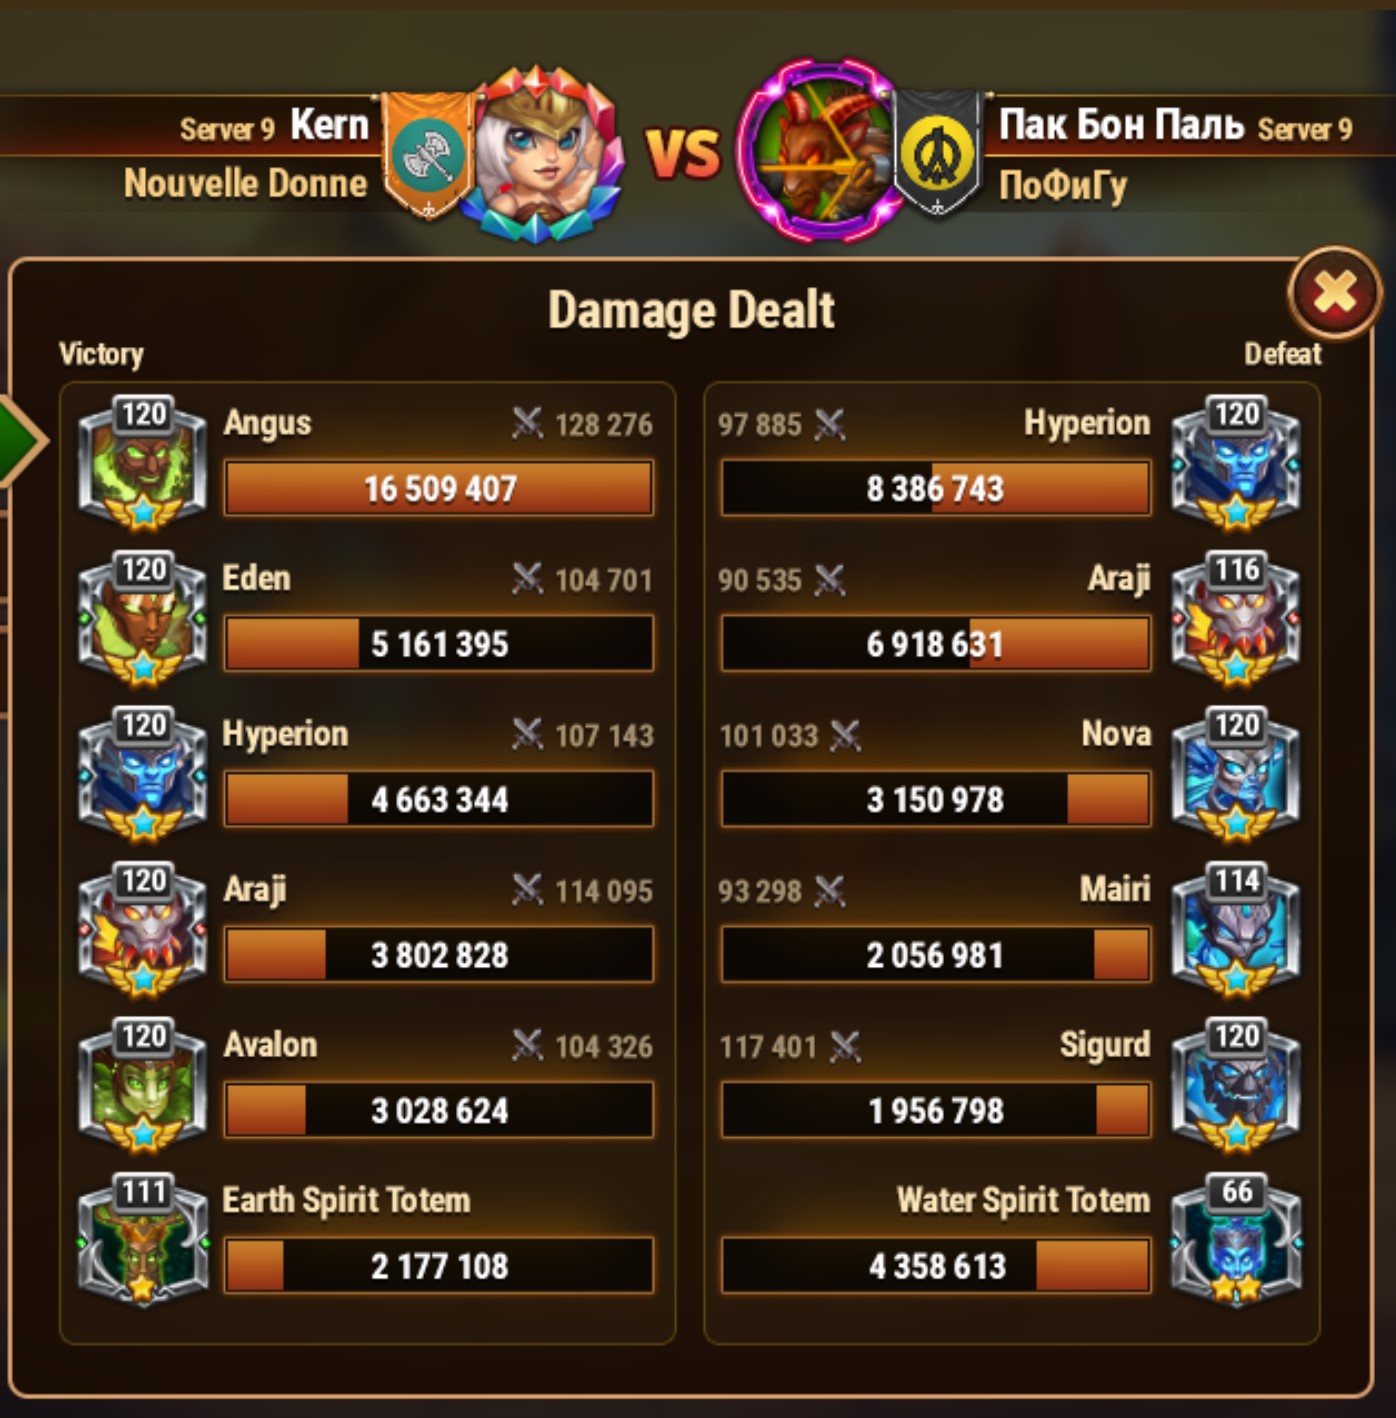 Server 9 Kern VS Пак Бон Паль Server 9
Nouvelle Donne ПоФиГу
Damage Dealt
Victory Defeat
120 Angus 128 276 97 885 Hyperion 120
16 509 407 8 386 743
120 Eden 104 701 90 535 Araji 116
5 161 395 6 918 631
120 Hyperion 107 143 101 033 Nova 120
4 663 344 3 150 978
120 Araji 114 095 93 298 Mairi 114
3 802 828 2 056 981
120 Avalon 104 326 117 401 Sigurd 120
3 028 624 1 956 798
111 Earth Spirit Totem Water Spirit Totem 66
2 177 108 4 358 613